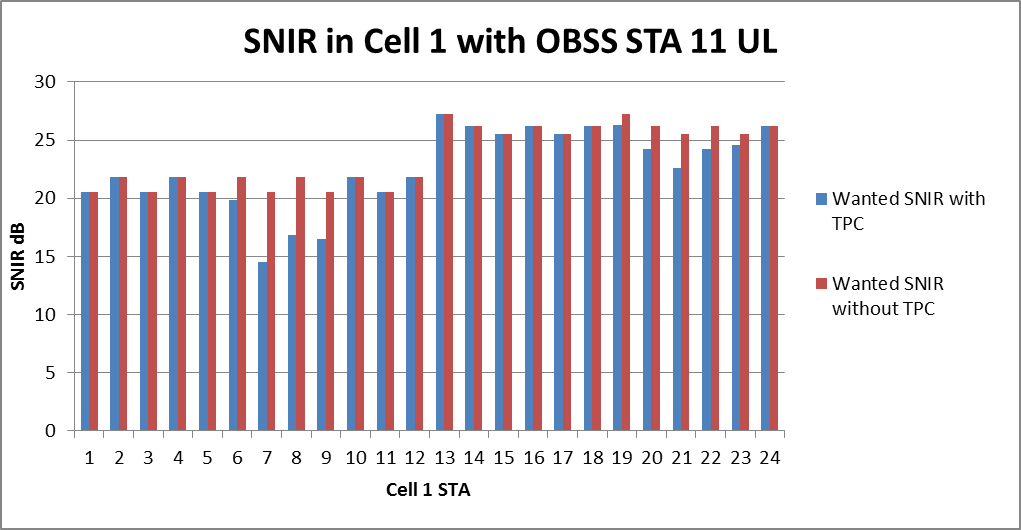 SNIR in Cell 1 with OBSS STA 11 UL
30
25
20
15
10
5
0
SNIR dB
1 2 3 4 5 6 7 8 9 10 11 12 13 14 15 16 17 18 19 20 21 22 23 24
Cell 1 STA
Wanted SNIR with
TPC
Wanted SNIR
without TPC